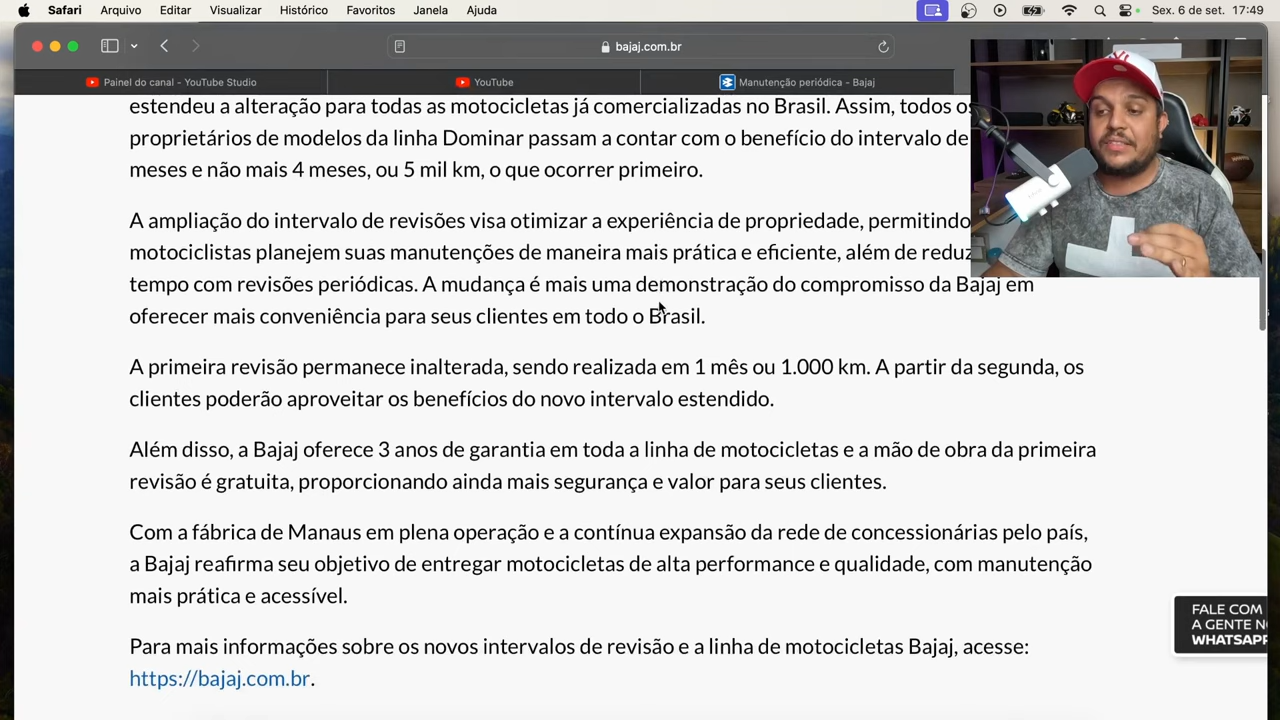 Safari Arquivo Editar Visualizar Histórico Favoritos Janela Ajuda Sex. 6 de set. 17:49
bajaj.com.br
Painel do canal - YouTube Studio YouTube Manutenção periódica - Bajaj
estendeu a alteração para todas as motocicletas já comercializadas no Brasil. Assim, todos os
proprietários de modelos da linha Dominar passam a contar com o benefício do intervalo de
meses e não mais 4 meses, ou 5 mil km, o que ocorrer primeiro.
A ampliação do intervalo de revisões visa otimizar a experiência de propriedade, permitindo
motociclistas planejem suas manutenções de maneira mais prática e eficiente, além de
tempo com revisões periódicas. A mudança é mais uma demonstração do compromisso da Bajaj em
oferecer mais conveniência para seus clientes em todo o Brasil.
A primeira revisão permanece inalterada, sendo realizada em 1 mês ou 1.000 km. A partir da segunda, os
clientes poderão aproveitar os benefícios do novo intervalo estendido.
Além disso, a Bajaj oferece 3 anos de garantia em toda a linha de motocicletas e a mão de obra da primeira
revisão é gratuita, proporcionando ainda mais segurança e valor para seus clientes.
Com a fábrica de Manaus em plena operação e a contínua expansão da rede de concessionárias pelo país,
a Bajaj reafirma seu objetivo de entregar motocicletas de alta performance e qualidade, com manutenção
mais prática e acessível.
Para mais informações sobre os novos intervalos de revisão e a linha de motocicletas Bajaj, acesse:
https://bajaj.com.br.
FALE COM
A GENTE
WHATSAPP